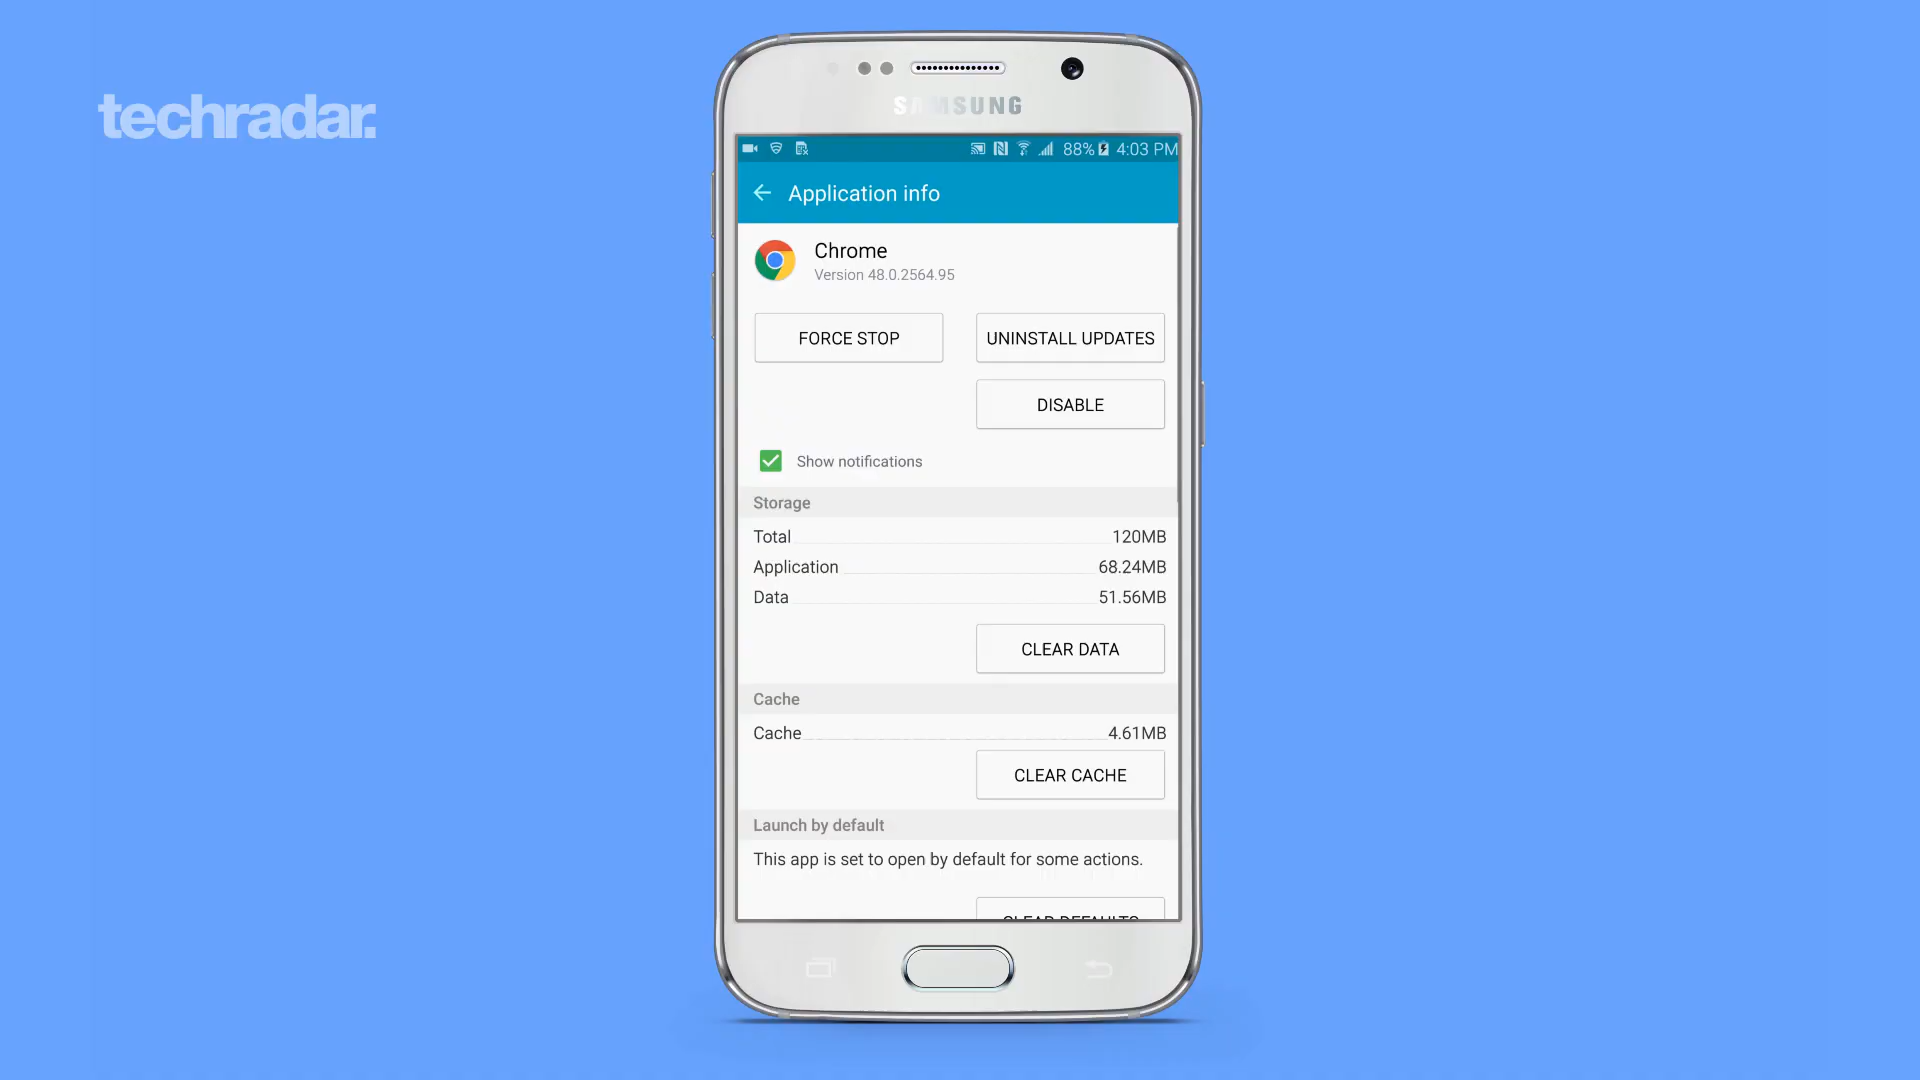 techradar.
SAMSUNG
88% 4:03 PM
Application info
Chrome
Version 48.0.2564.95
FORCE STOP
UNINSTALL UPDATES
DISABLE
Show notifications
Storage
Total 120MB
Application 68.24MB
Data 51.56MB
CLEAR DATA
Cache
Cache 4.61MB
CLEAR CACHE
Launch by default
This app is set to open by default for some actions.
CLEAR DEFAULTS